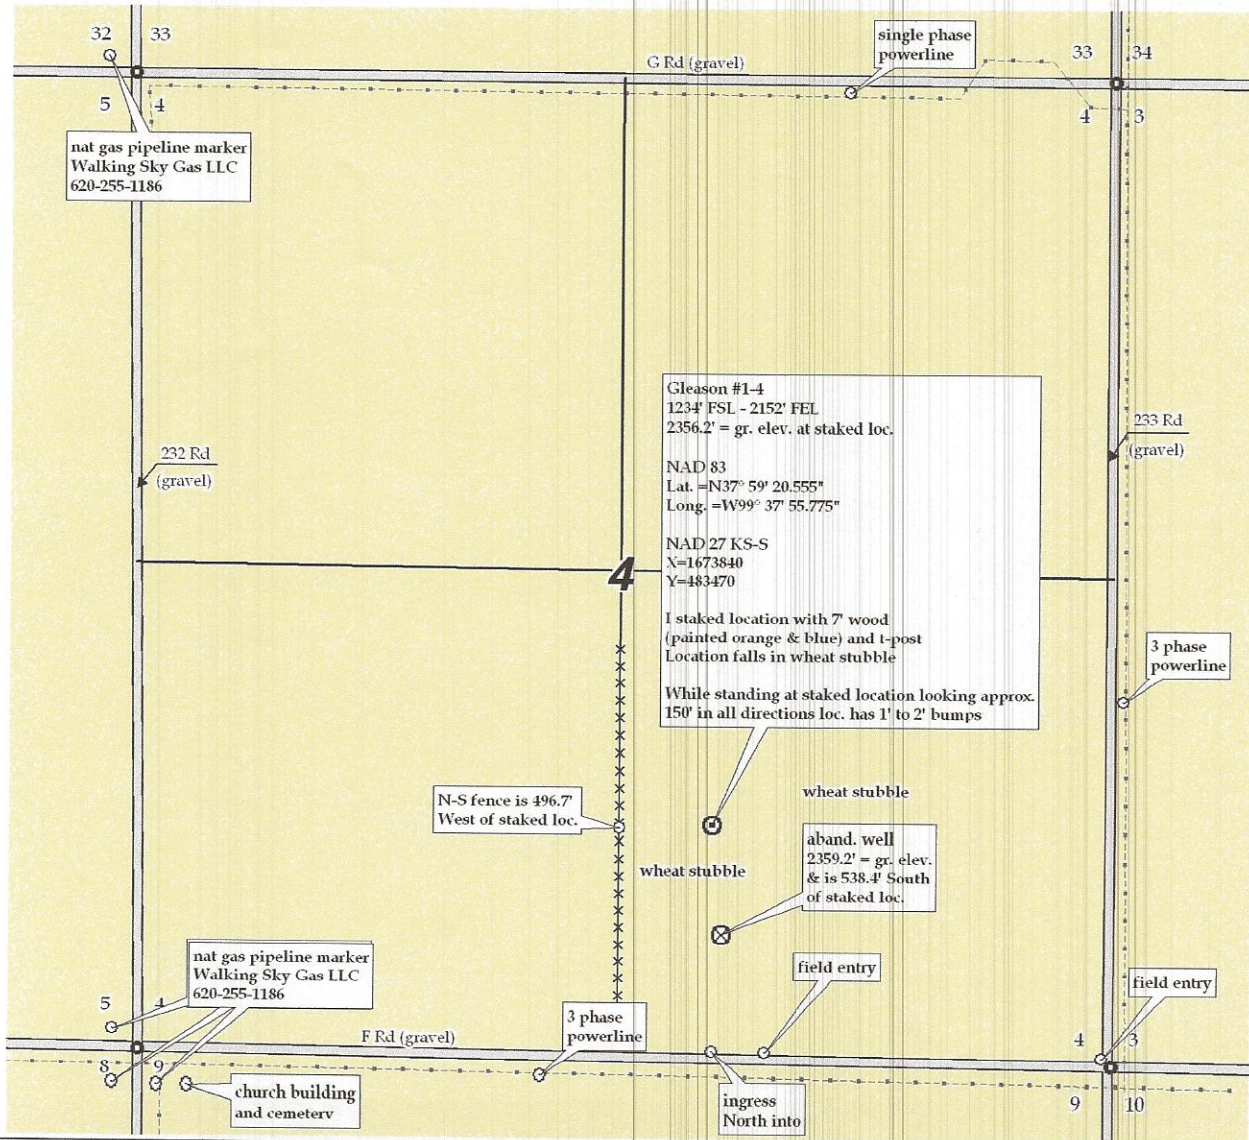 32
33
G Rd (gravel)
single phase
powerline
33
34
5
4
4
3
nat gas pipeline marker
Walking Sky Gas LLC
620-255-1186
Gleason #1-4
1234' FSL - 2152' FEL
2356.2' = gr. elev. at staked loc.
NAD 83
Lat. =N37° 59' 20.555"
Long. =W99° 37' 55.775"
NAD 27 KS-S
X=1673840
Y=483470
I staked location with 7' wood
(painted orange & blue) and t-post
Location falls in wheat stubble
While standing at staked location looking approx.
150' in all directions loc. has 1' to 2' bumps
232 Rd
(gravel)
233 Rd
(gravel)
4
3 phase
powerline
N-S fence is 496.7'
West of staked loc.
wheat stubble
wheat stubble
aband. well
2359.2' = gr. elev.
& is 538.4' South
of staked loc.
nat gas pipeline marker
Walking Sky Gas LLC
620-255-1186
field entry
field entry
5
4
F Rd (gravel)
3 phase
powerline
4
3
8
9
church building
and cemetery
ingress
North into
9
10